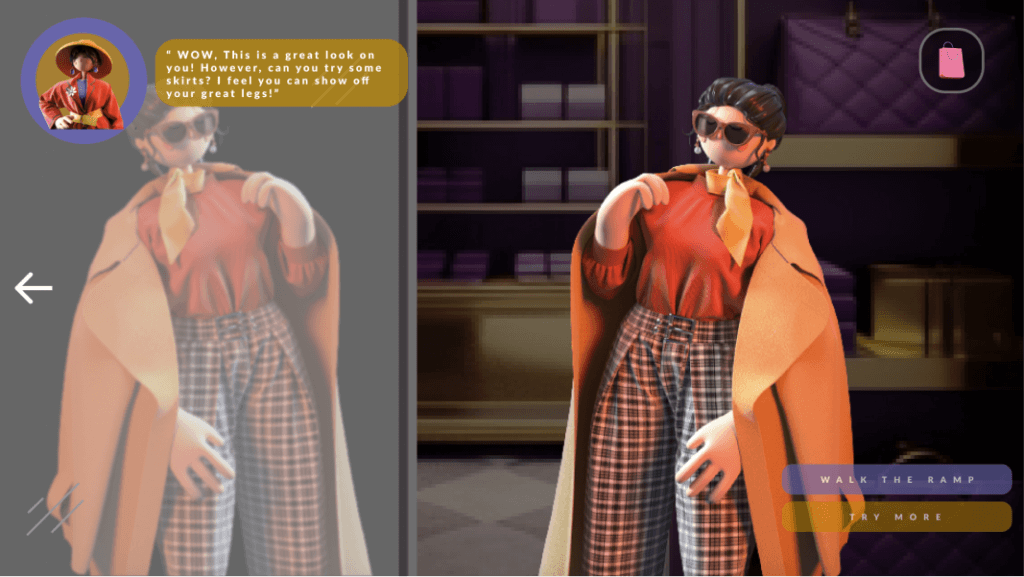 " WOW, This is a great look on
you! However, can you try some
skirts? I feel you can show off
your great legs!"
WALK THE RAMP
TRY MORE